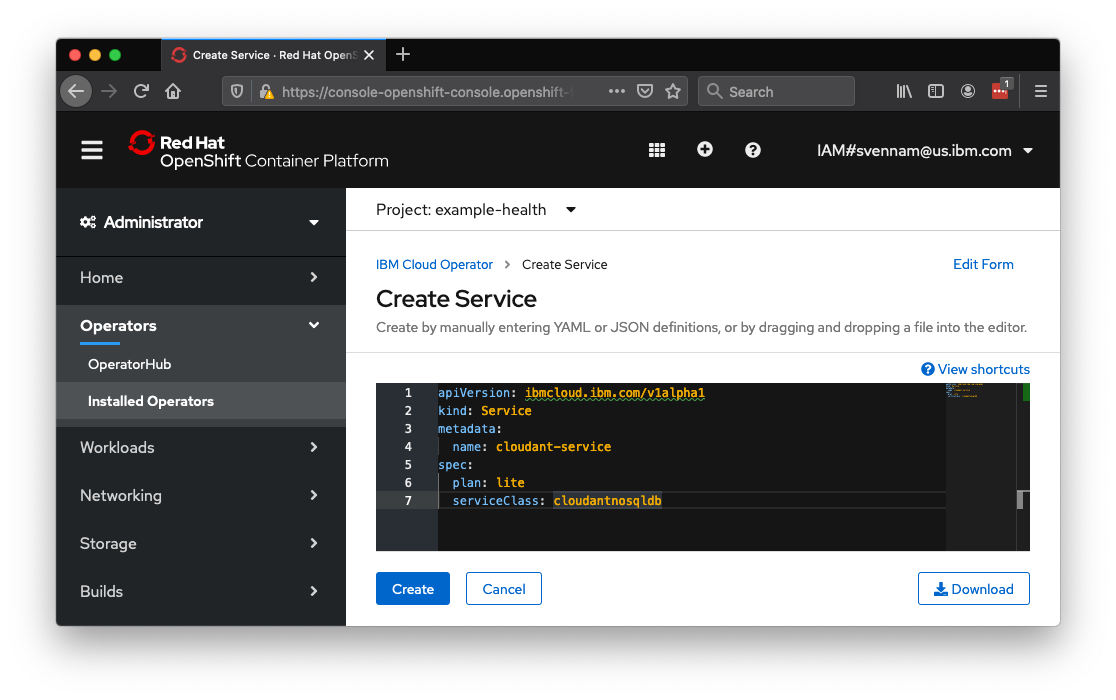 Create Service · Red Hat OpenS
https://console-openshift-console.openshift-
Search
1
Red Hat
OpenShift Container Platform
IAM#svennam@us.ibm.com
Administrator
Project: example-health
Home
IBM Cloud Operator > Create Service
Edit Form
Create Service
Create by manually entering YAML or JSON definitions, or by dragging and dropping a file into the editor.
Operators
OperatorHub
Installed Operators
Workloads
Networking
Storage
Builds
View shortcuts
1 apiVersion: ibmcloud.ibm.com/v1alpha1
2 kind: Service
3 metadata:
4 name: cloudant-service
5 spec:
6 plan: lite
7 serviceClass: cloudantnosqldb
Create
Cancel
Download